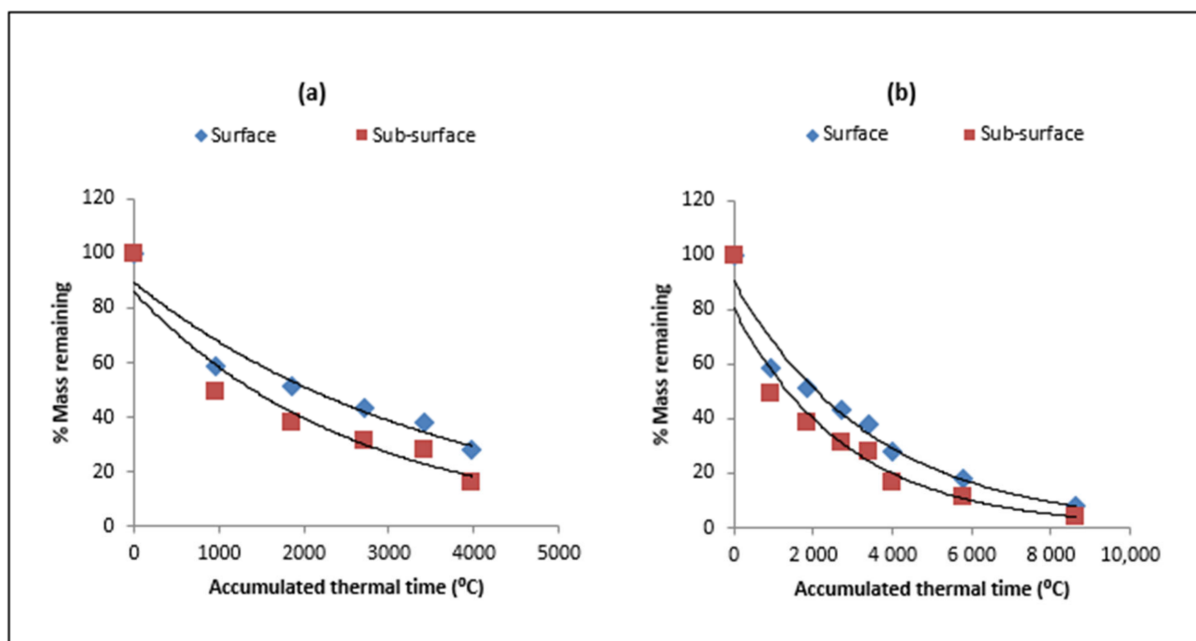 (a)
Surface
Sub-surface
120
100
80
60
40
20
0
% Mass remaining
0 1000 2000 3000 4000 5000
Accumulated thermal time (⁰C)
(b)
Surface
Sub-surface
120
100
80
60
40
20
0
% Mass remaining
0 2 000 4 000 6 000 8 000 10,000
Accumulated thermal time (⁰C)